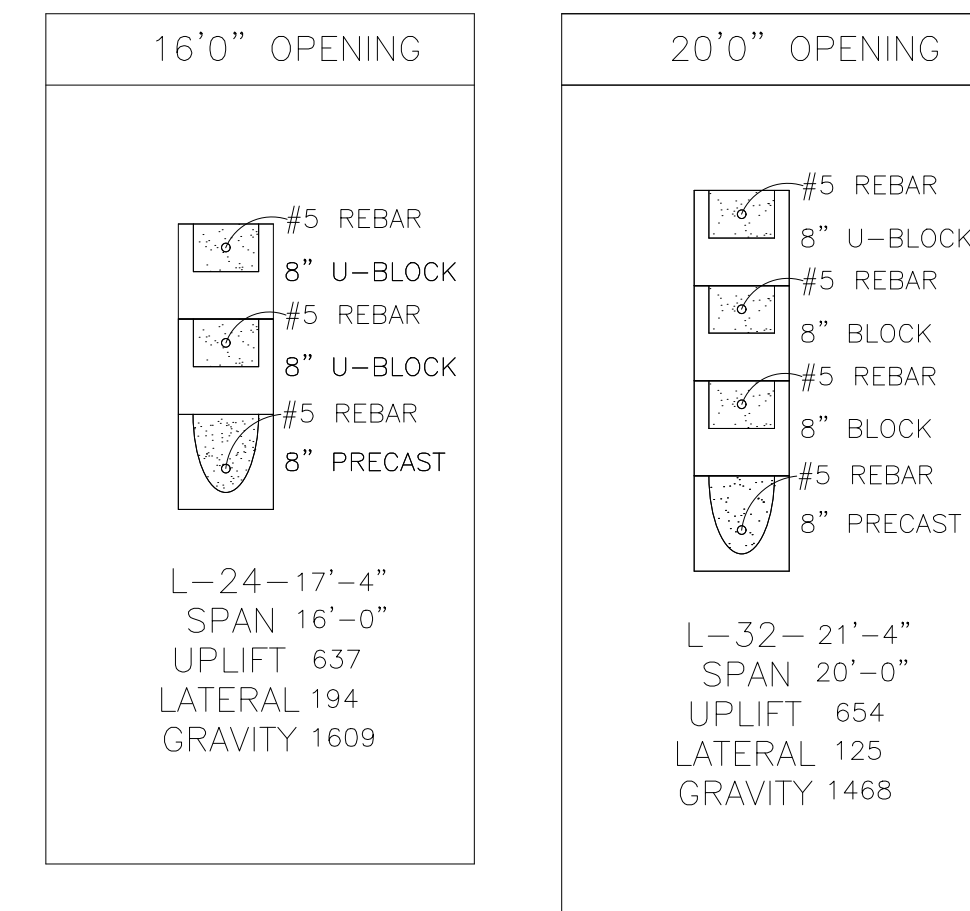 16'0" OPENING
#5 REBAR
8" U-BLOCK
#5 REBAR
8" U-BLOCK
#5 REBAR
8" PRECAST
L-24-17'-4"
SPAN 16'-0"
UPLIFT 637
LATERAL 194
GRAVITY 1609
20'0" OPENING
#5 REBAR
8" U-BLOCK
#5 REBAR
8" BLOCK
#5 REBAR
8" BLOCK
#5 REBAR
8" PRECAST
L-32- 21'-4"
SPAN 20'-0"
UPLIFT 654
LATERAL 125
GRAVITY 1468